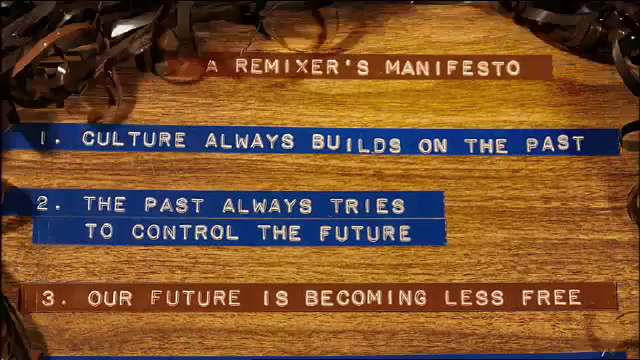 A REMIXER'S MANIFESTO
1. CULTURE ALWAYS BUILDS ON THE PAST
2. THE PAST ALWAYS TRIES
TO CONTROL THE FUTURE
3. OUR FUTURE IS BECOMING LESS FREE